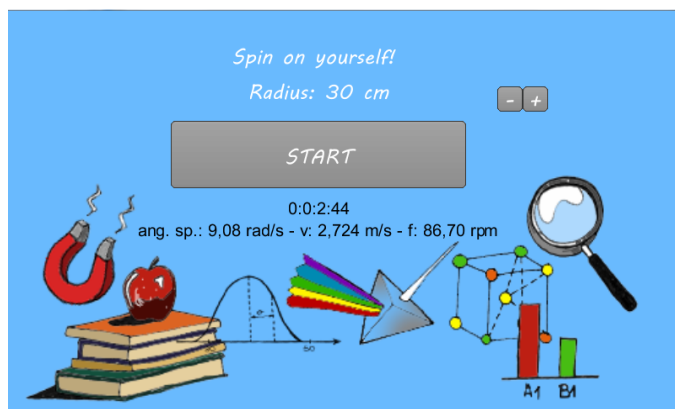 Spin on yourself!
Radius: 30 cm
- +
START
0:0:2:44
ang. sp.: 9,08 rad/s - v: 2,724 m/s - f: 86,70 rpm
A1 B1